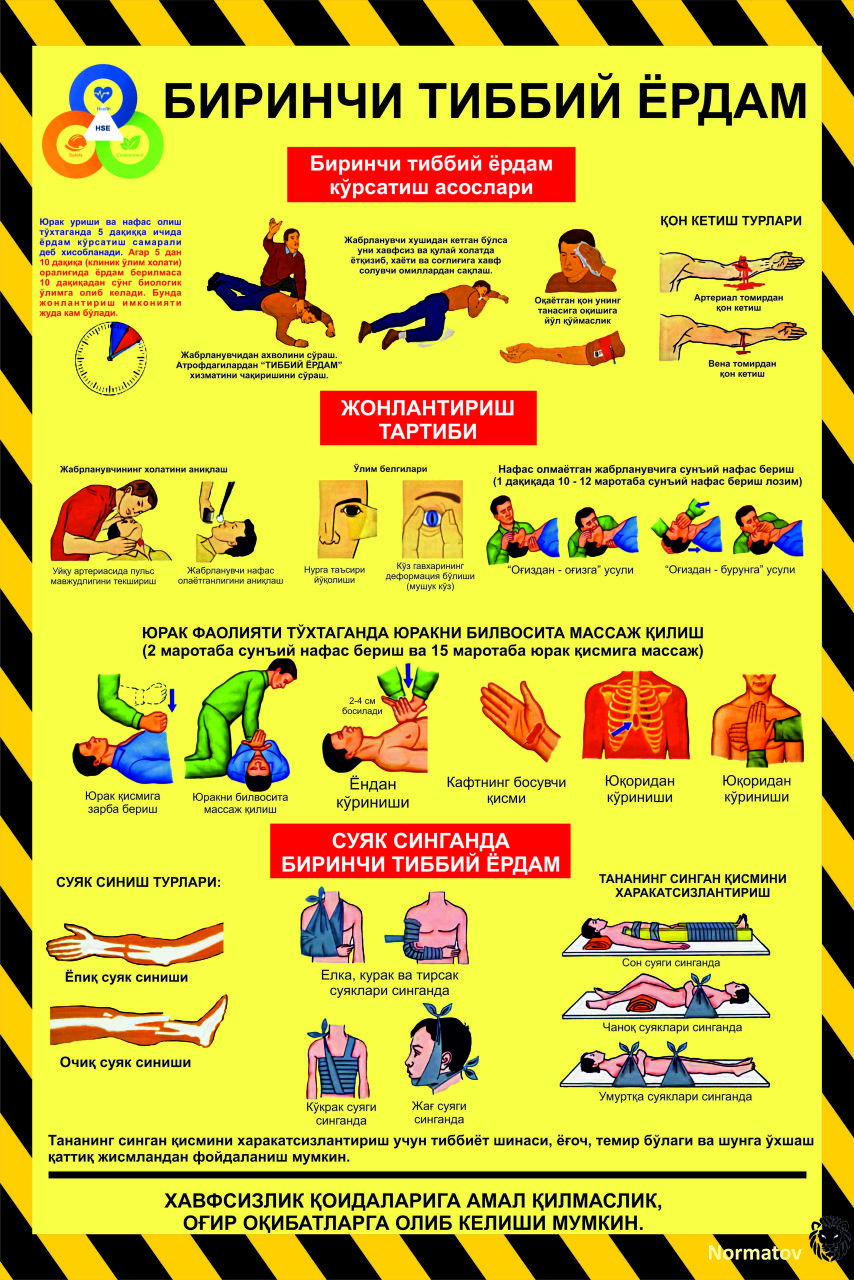 Health
HSE
Safety
Environment
БИРИНЧИ ТИББИЙ ЁРДАМ
Биринчи тиббий ёрдам
кўрсатиш асослари
Юрак уриши ва нафас олиш
тўхтаганда 5 дақиққа ичида
ёрдам кўрсатиш самарали
деб хисобланади. Агар 5 дан
10 дақиқа (клиник ўлим холати)
оралиғида ёрдам берилмаса
10 дақиқадан сўнг биологик
ўлимга олиб келади. Бунда
жонлантириш имконияти
жуда кам бўлади.
Жабрланувчидан ахволини сўраш.
Атрофдагилардан “ТИББИЙ ЁРДАМ”
хизматини чақиришини сўраш.
Жабрланувчи хушидан кетган бўлса
уни хавфсиз ва қулай холатда
ётқизиб, хаёти ва соғлигига хавф
солувчи омиллардан сақлаш.
Оқаётган қон унинг
танасига оқишига
йўл қўймаслик
ҚОН КЕТИШ ТУРЛАРИ
Артериал томирдан
қон кетиш
Вена томирдан
қон кетиш
ЖОНЛАНТИРИШ
ТАРТИБИ
Жабрланувчининг холатини аниқлаш
Уйқу артериасида пульс
мавжудлигини текшириш
Жабрланувчи нафас
олаётганлигини аниқлаш
Ўлим белгилари
Нурга таъсири
йўқолиши
Кўз гавхарининг
деформация бўлиши
(мушук кўз)
Нафас олмаётган жабрланувчига сунъий нафас бериш
(1 дақиқада 10 - 12 маротаба сунъий нафас бериш лозим)
“Оғиздан - оғизга” усули
“Оғиздан - бурунга” усули
ЮРАК ФАОЛИЯТИ ТЎХТАГАНДА ЮРАКНИ БИЛВОСИТА МАССАЖ ҚИЛИШ
(2 маротаба сунъий нафас бериш ва 15 маротаба юрак қисмига массаж)
2-4 см
босилади
Юрак қисмига
зарба бериш
Юракни билвосита
массаж қилиш
Ёндан
кўриниши
Кафтнинг босувчи
қисми
Юқоридан
кўриниши
Юқоридан
кўриниши
СУЯК СИНГАНДА
БИРИНЧИ ТИББИЙ ЁРДАМ
СУЯК СИНИШ ТУРЛАРИ:
Ёпиқ суяк синиши
Очиқ суяк синиши
Елка, курак ва тирсак
суяклари синганда
Кўкрак суяги
синганда
Жағ суяги
синганда
ТАНАНИНГ СИНГАН ҚИСМИНИ
ХАРАКАТСИЗЛАНТИРИШ
Сон суяги синганда
Чаноқ суяклари синганда
Умуртқа суяклари синганда
Тананинг синган қисмини харакатсизлантириш учун тиббиёт шинаси, ёғоч, темир бўлаги ва шунга ўхшаш
қаттиқ жисмландан фойдаланиш мумкин.
ХАВФСИЗЛИК ҚОИДАЛАРИГА АМАЛ ҚИЛМАСЛИК,
ОҒИР ОҚИБАТЛАРГА ОЛИБ КЕЛИШИ МУМКИН.
Normatov